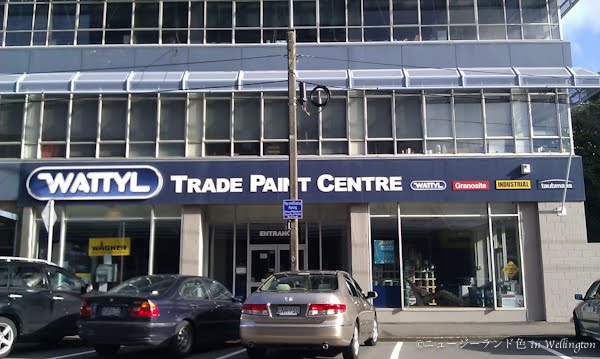 WATTYL TRADE PAINT CENTRE WATTYL Granosite INDUSTRIAL taubmans
WAGNER
ENTRANCE
©ニュージーランド色 In Wellington